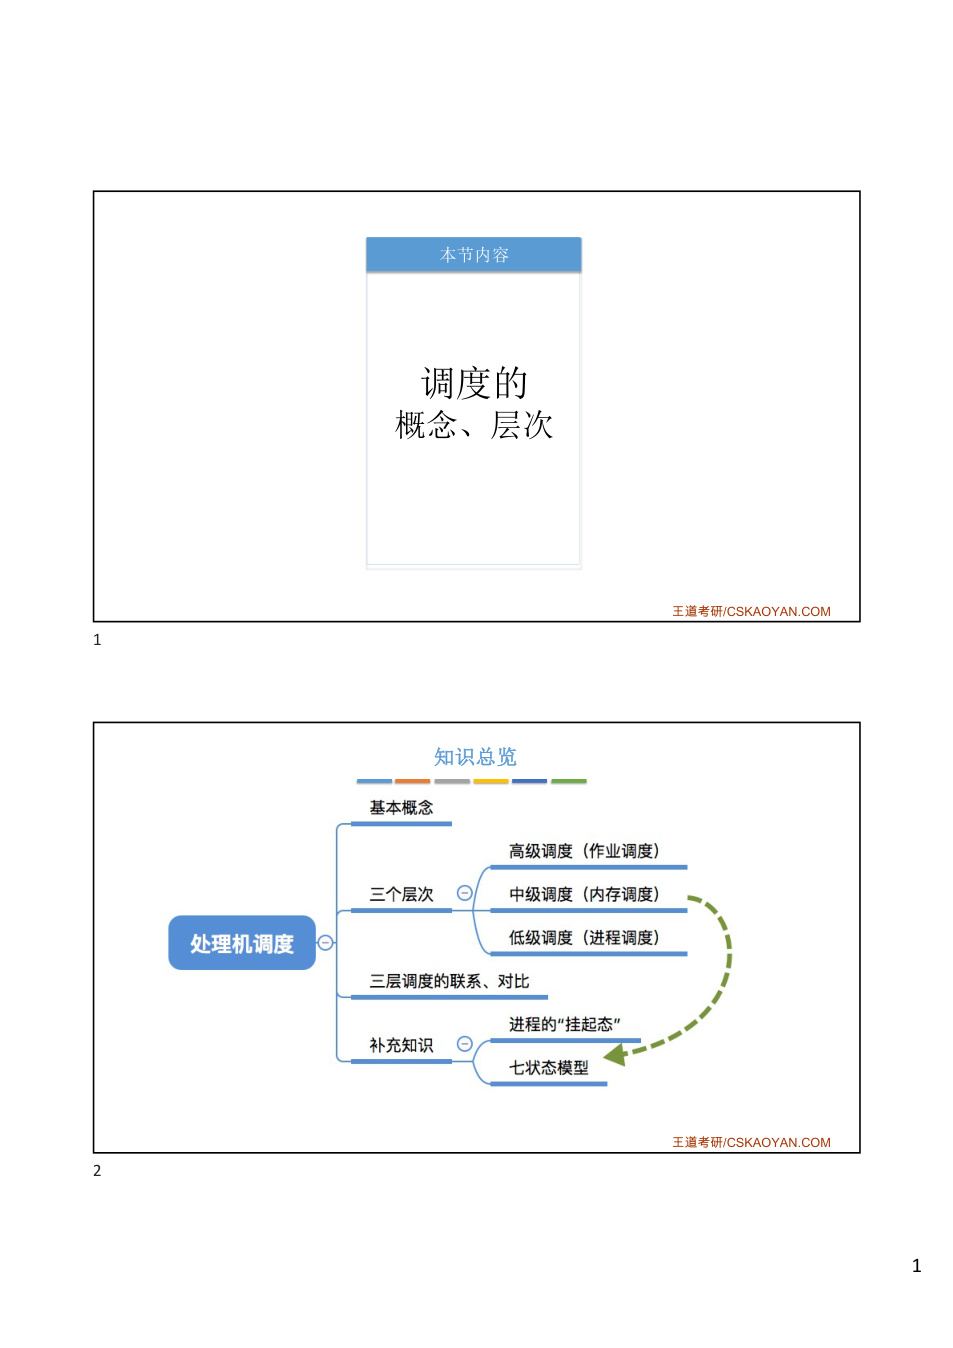 本节内容
调度的
概念、层次
王道考研/CSKAOYAN.COM
1
知识总览
基本概念
高级调度（作业调度）
三个层次
中级调度（内存调度）
低级调度（进程调度）
处理机调度
三层调度的联系、对比
进程的“挂起态”
补充知识
七状态模型
王道考研/CSKAOYAN.COM
2
1